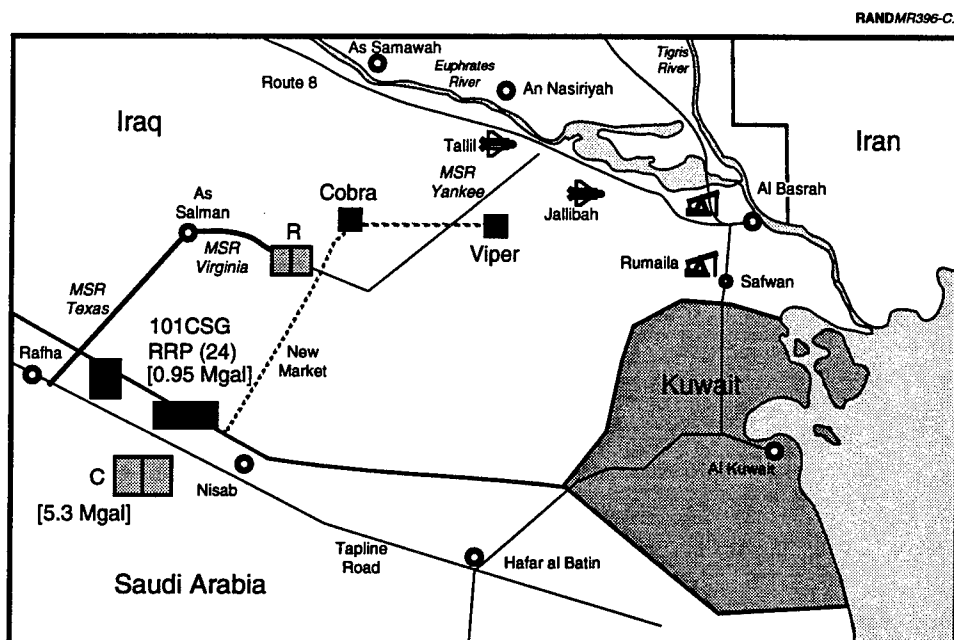 RANDMR396-C.
As Samawah
Euphrates
River
Tigris
River
Route 8
An Nasiriyah
Iraq
Iran
Tallil
MSR
Yankee
Al Basrah
As
Salman
Cobra
Jallibah
R
MSR
Virginia
Viper
Rumaila
Safwan
MSR
Texas
101CSG
RRP (24)
[0.95 Mgal]
Rafha
New
Market
Kuwait
Al Kuwait
C
[5.3 Mgal]
Nisab
Tapline
Road
Hafar al Batin
Saudi Arabia